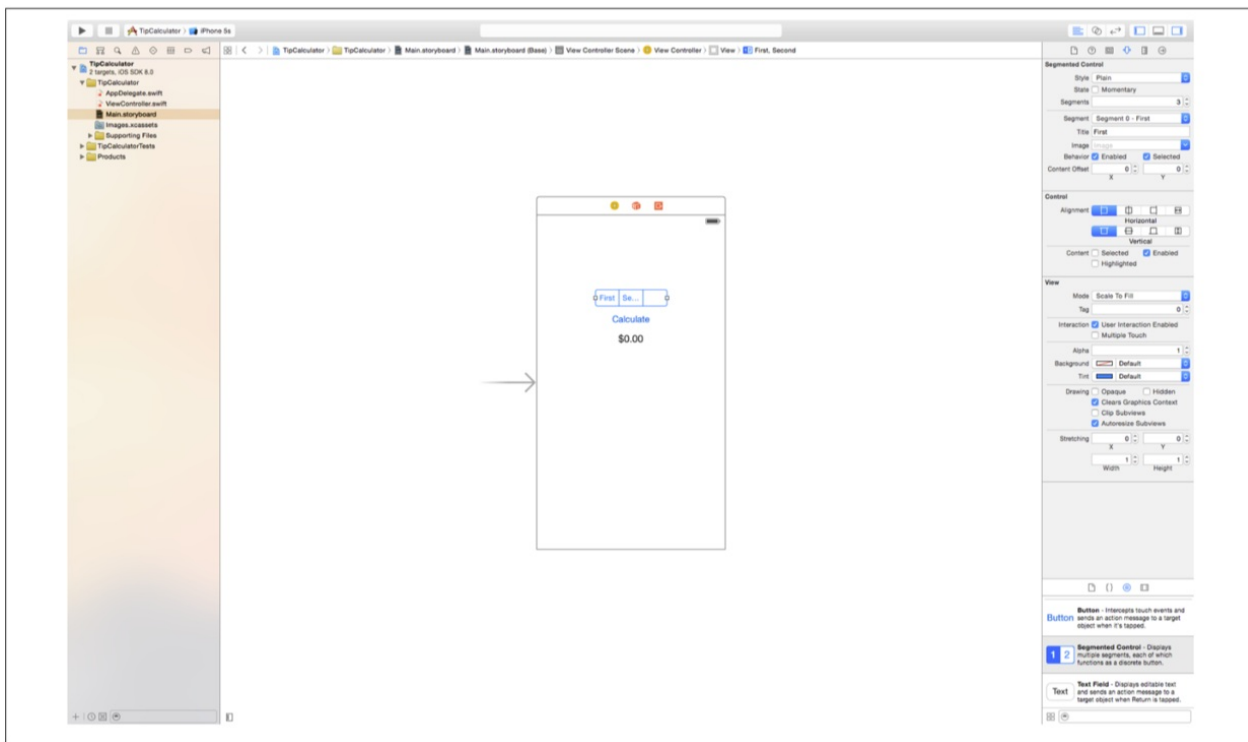 TipCalculator iPhone 5s
TipCalculator
2 targets, iOS SDK 8.0
TipCalculator
AppDelegate.swift
ViewController.swift
Main.storyboard
Images.xcassets
Supporting Files
TipCalculatorTests
Products
TipCalculator TipCalculator Main.storyboard Main.storyboard (Base) View Controller Scene View Controller View First, Second
First Se...
Calculate
$0.00
Segmented Control
Style Plain
State Momentary
Segments 3
Segment Segment 0 - First
Title First
Image Image
Behavior Enabled Selected
Content Offset 0 0
X Y
Control
Alignment
Horizontal
Vertical
Content Selected Enabled
Highlighted
View
Mode Scale To Fill
Tag 0
Interaction User Interaction Enabled
Multiple Touch
Alpha 1
Background Default
Tint Default
Drawing Opaque Hidden
Clears Graphics Context
Clip Subviews
Autoresize Subviews
Stretching 0 0
X Y
1 1
Width Height
Button
Button - Intercepts touch events and
sends an action message to a target
object when it's tapped.
1 2
Segmented Control - Displays
multiple segments, each of which
functions as a discrete button.
Text
Text Field - Displays editable text
and sends an action message to a
target object when Return is tapped.